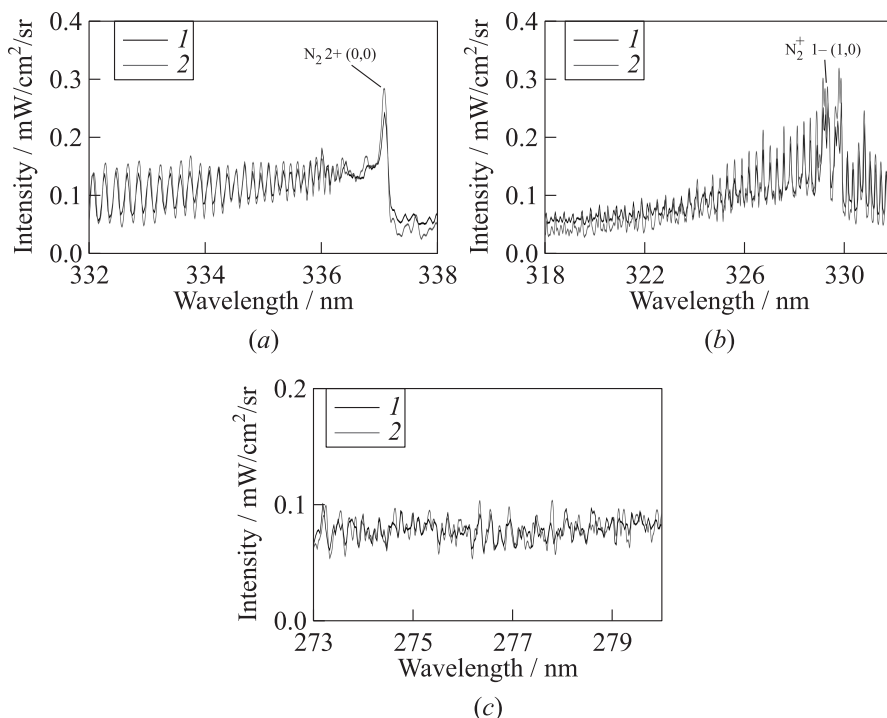 Intensity / mW/cm²/sr
0.4
0.3
0.2
0.1
0.0
1
2
N₂ 2+ (0,0)
332 334 336 338
Wavelength / nm
(a)
Intensity / mW/cm²/sr
0.4
0.3
0.2
0.1
0.0
1
2
N₂⁺ 1– (1,0)
318 322 326 330
Wavelength / nm
(b)
Intensity / mW/cm²/sr
0.2
0.1
0.0
1
2
273 275 277 279
Wavelength / nm
(c)